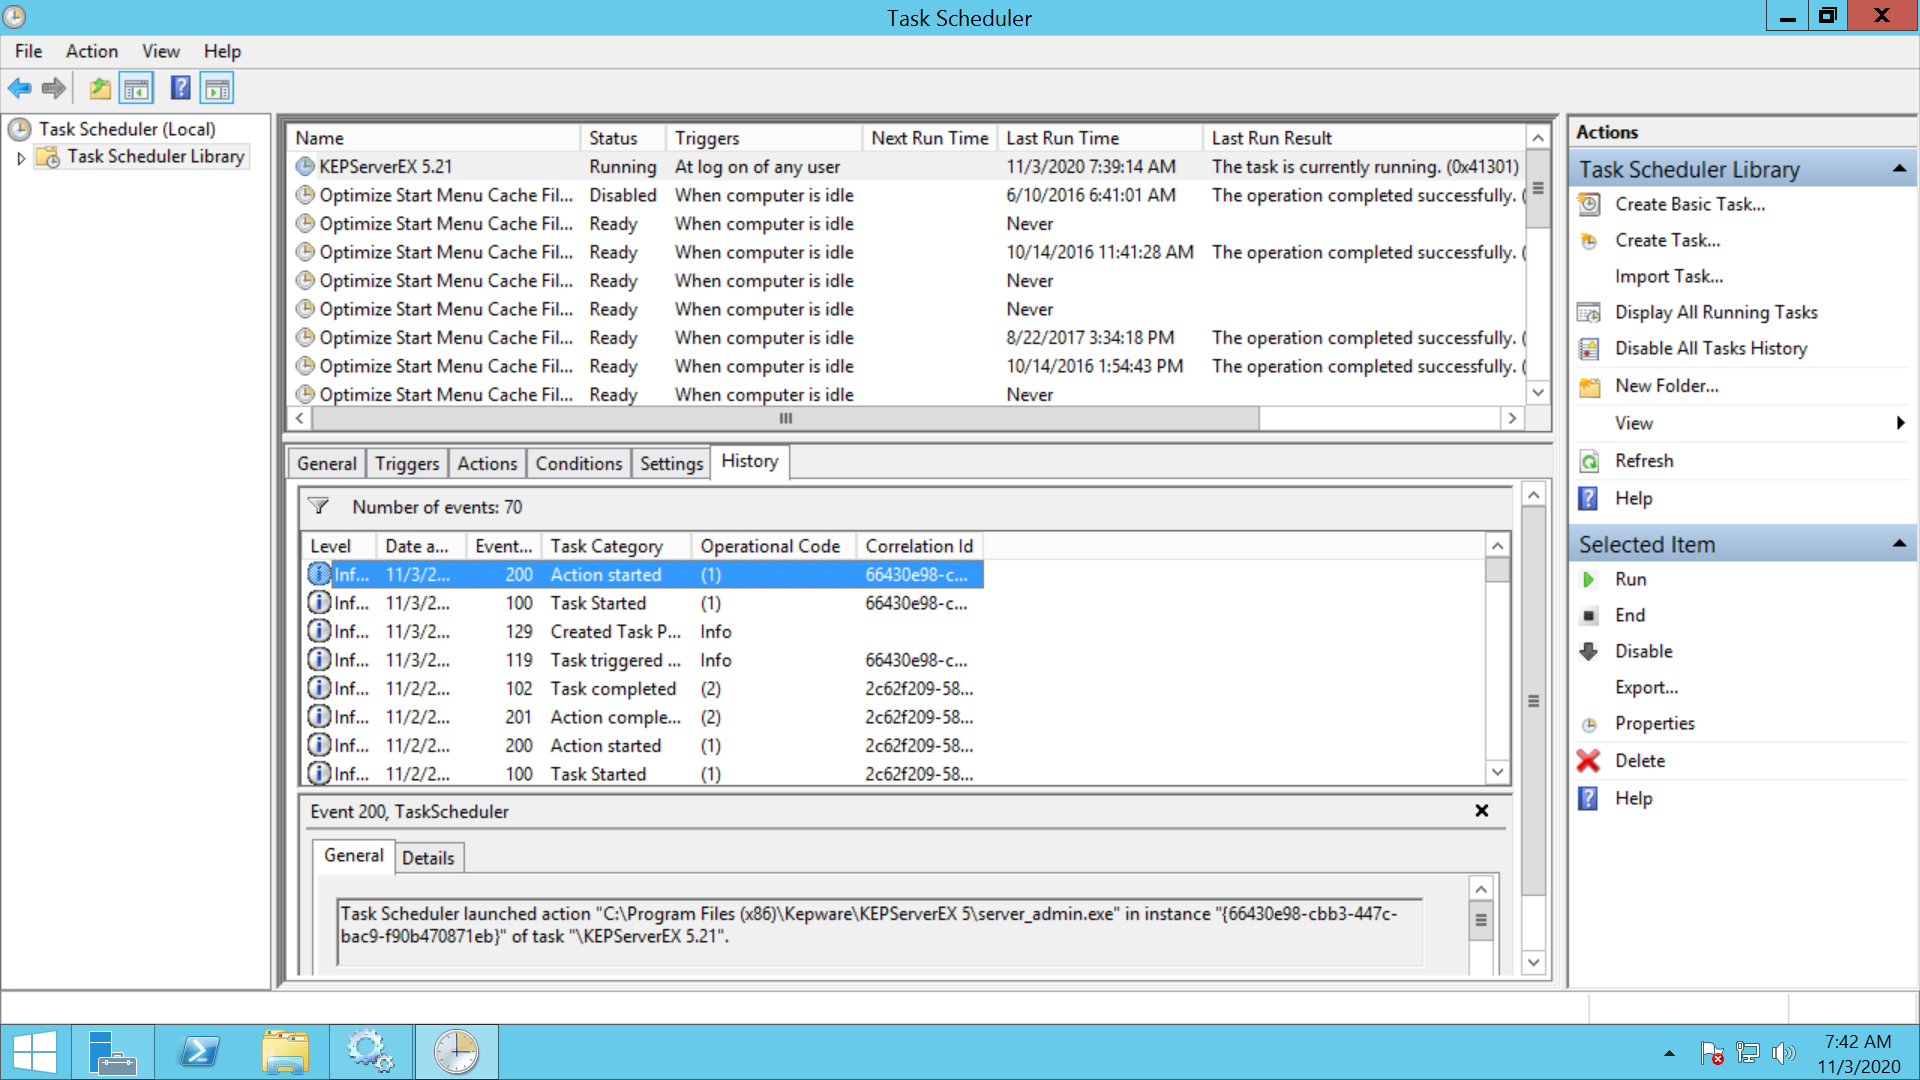 Task Scheduler
File Action View Help
Task Scheduler (Local)
Task Scheduler Library
Name Status Triggers Next Run Time Last Run Time Last Run Result
KEPServerEX 5.21 Running At log on of any user 11/3/2020 7:39:14 AM The task is currently running. (0x41301)
Optimize Start Menu Cache Fil... Disabled When computer is idle 6/10/2016 6:41:01 AM The operation completed successfully. (
Optimize Start Menu Cache Fil... Ready When computer is idle Never
Optimize Start Menu Cache Fil... Ready When computer is idle 10/14/2016 11:41:28 AM The operation completed successfully. (
Optimize Start Menu Cache Fil... Ready When computer is idle Never
Optimize Start Menu Cache Fil... Ready When computer is idle Never
Optimize Start Menu Cache Fil... Ready When computer is idle 8/22/2017 3:34:18 PM The operation completed successfully. (
Optimize Start Menu Cache Fil... Ready When computer is idle 10/14/2016 1:54:43 PM The operation completed successfully. (
Optimize Start Menu Cache Fil... Ready When computer is idle Never
General Triggers Actions Conditions Settings History
Number of events: 70
Level Date a... Event... Task Category Operational Code Correlation Id
Inf... 11/3/2... 200 Action started (1) 66430e98-c...
Inf... 11/3/2... 100 Task Started (1) 66430e98-c...
Inf... 11/3/2... 129 Created Task P... Info
Inf... 11/3/2... 119 Task triggered ... Info 66430e98-c...
Inf... 11/2/2... 102 Task completed (2) 2c62f209-58...
Inf... 11/2/2... 201 Action comple... (2) 2c62f209-58...
Inf... 11/2/2... 200 Action started (1) 2c62f209-58...
Inf... 11/2/2... 100 Task Started (1) 2c62f209-58...
Event 200, TaskScheduler
General Details
Task Scheduler launched action "C:\Program Files (x86)\Kepware\KEPServerEX 5\server_admin.exe" in instance "{66430e98-cbb3-447c-
bac9-f90b470871eb}" of task "\KEPServerEX 5.21".
Actions
Task Scheduler Library
Create Basic Task...
Create Task...
Import Task...
Display All Running Tasks
Disable All Tasks History
New Folder...
View
Refresh
Help
Selected Item
Run
End
Disable
Export...
Properties
Delete
Help
7:42 AM
11/3/2020